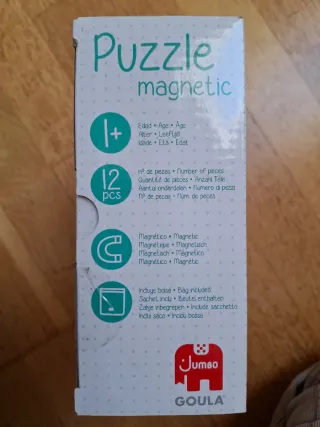 Puzzle
magnetic
1+
Edad • Age • Âge
Alter • Leeftijd
Idade • Età • Edat
12
pcs
nº de piezas • Number of pieces
Quantité de pièces • Anzahl Teile
Aantal onderdelen • Numero di pezzi
Nº de peças • Núm. de peces
Magnético • Magnetic
Magnétique • Magnetisch
Magnetisch • Magnético
Magnetico • Magnètic
Incluye bolsa • Bag included
Sachet inclu • Beutel enthalten
Zakje inbegrepen • Include sacchetto
Inclui saco • Inclou bossa
Jumbo
GOULA